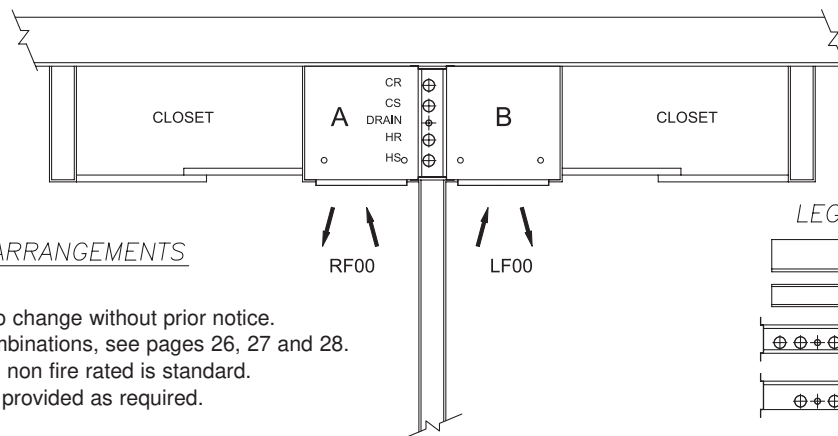 CR
CS
DRAIN
HR
HS
CLOSET
A
B
CLOSET
RF00
LF00
ARRANGEMENTS
change without prior notice.
see pages 26, 27 and 28.
non fire rated is standard.
provided as required.